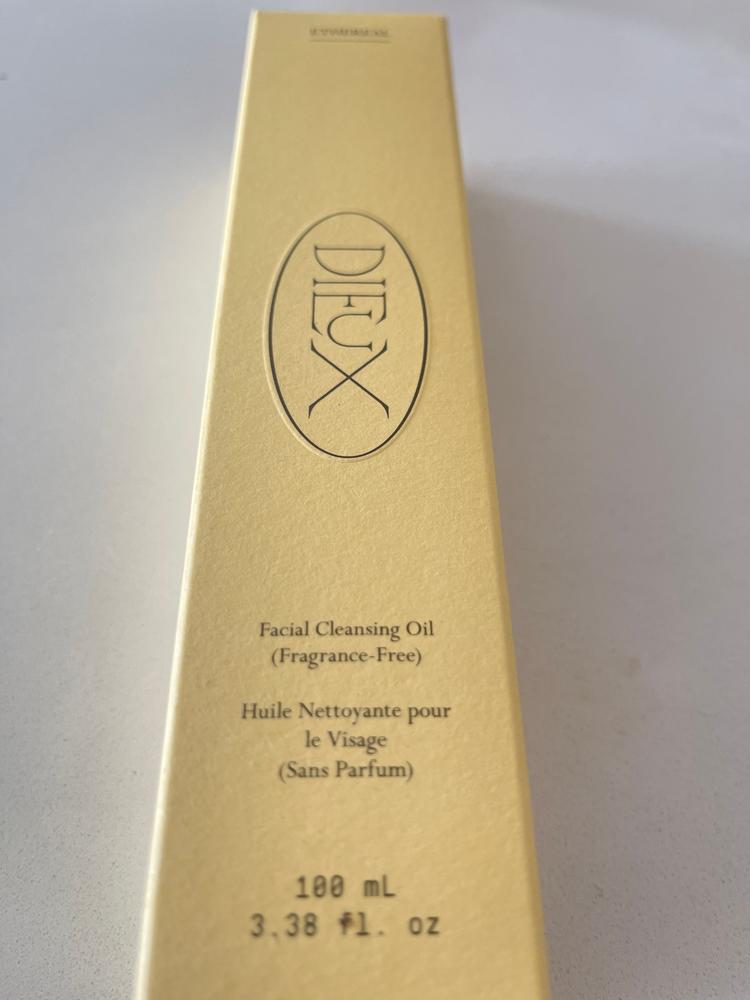 DIEUX
Facial Cleansing Oil
(Fragrance-Free)
Huile Nettoyante pour
le Visage
(Sans Parfum)
100 mL
3.38 fl. oz